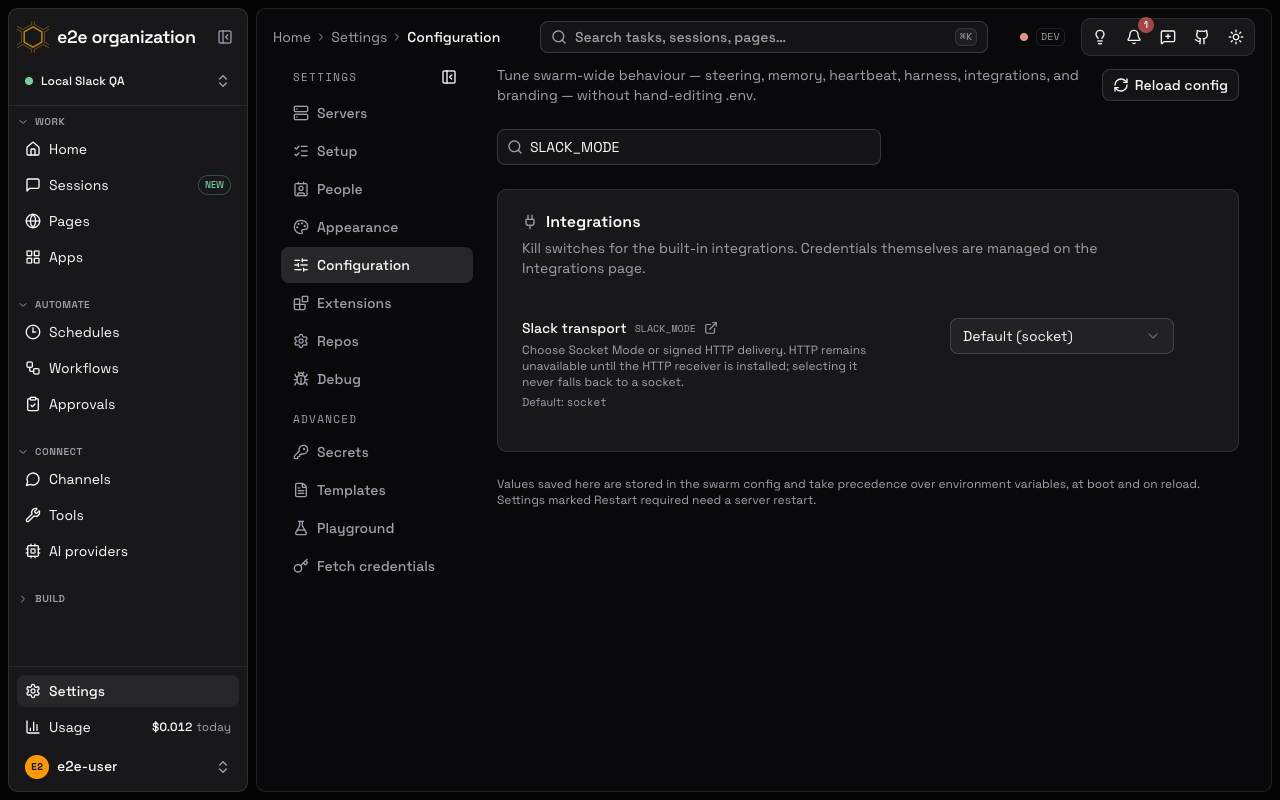 e2e organization
Local Slack QA
WORK
Home
Sessions NEW
Pages
Apps
AUTOMATE
Schedules
Workflows
Approvals
CONNECT
Channels
Tools
AI providers
BUILD
Settings
Usage $0.012 today
E2 e2e-user
Home > Settings > Configuration
Search tasks, sessions, pages... ⌘K
DEV
1
SETTINGS
Servers
Setup
People
Appearance
Configuration
Extensions
Repos
Debug
ADVANCED
Secrets
Templates
Playground
Fetch credentials
Tune swarm-wide behaviour — steering, memory, heartbeat, harness, integrations, and
branding — without hand-editing .env.
Reload config
SLACK_MODE
Integrations
Kill switches for the built-in integrations. Credentials themselves are managed on the
Integrations page.
Slack transport SLACK_MODE
Choose Socket Mode or signed HTTP delivery. HTTP remains
unavailable until the HTTP receiver is installed; selecting it
never falls back to a socket.
Default: socket
Default (socket)
Values saved here are stored in the swarm config and take precedence over environment variables, at boot and on reload.
Settings marked Restart required need a server restart.